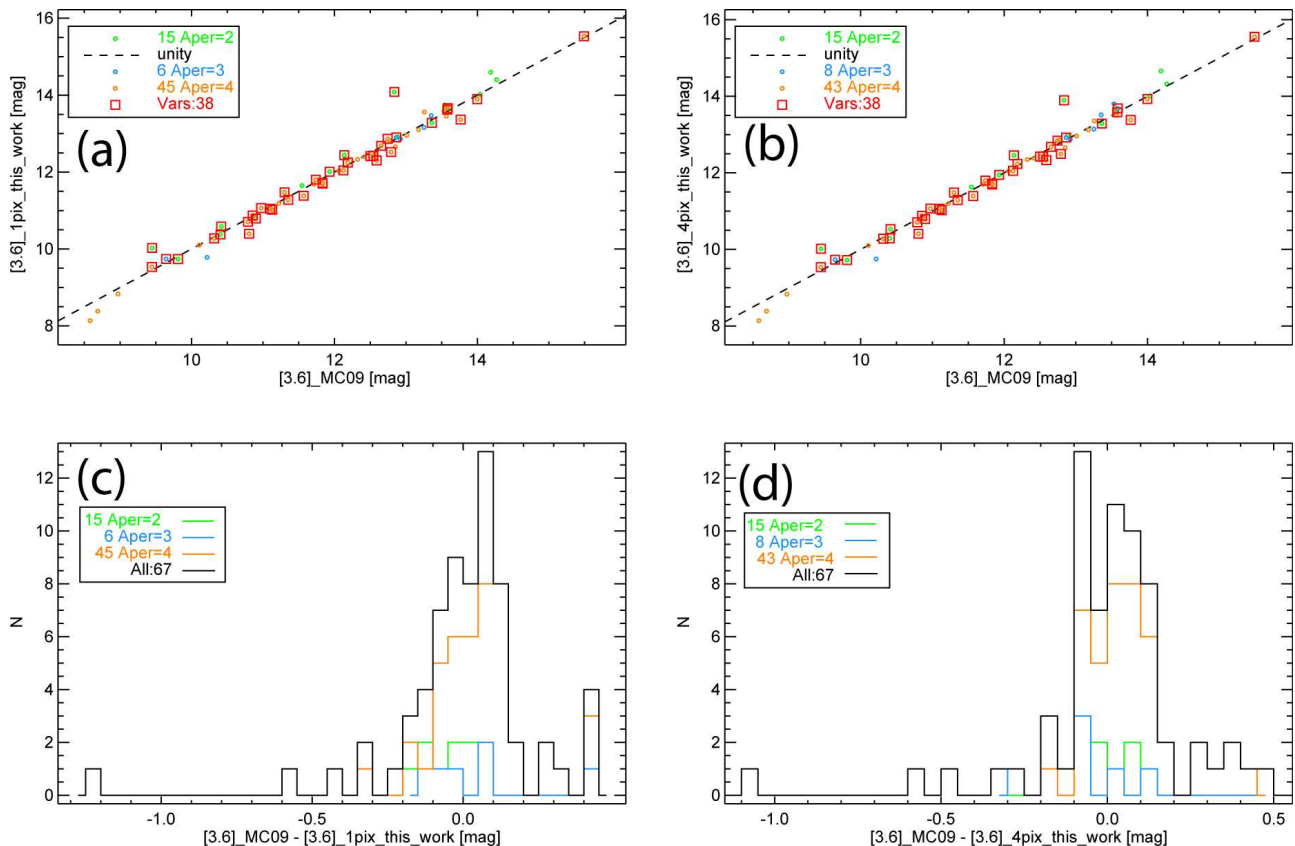 (a)
15 Aper=2
unity
6 Aper=3
45 Aper=4
Vars:38
16
14
12
10
8
[3.6]_1pix_this_work [mag]
10 12 14
[3.6]_MC09 [mag]
(b)
15 Aper=2
unity
8 Aper=3
43 Aper=4
Vars:38
16
14
12
10
8
[3.6]_4pix_this_work [mag]
10 12 14
[3.6]_MC09 [mag]
(c)
15 Aper=2
6 Aper=3
45 Aper=4
All:67
12
10
8
6
4
2
0
N
-1.0 -0.5 0.0
[3.6]_MC09 - [3.6]_1pix_this_work [mag]
(d)
15 Aper=2
8 Aper=3
43 Aper=4
All:67
12
10
8
6
4
2
0
N
-1.0 -0.5 0.0 0.5
[3.6]_MC09 - [3.6]_4pix_this_work [mag]